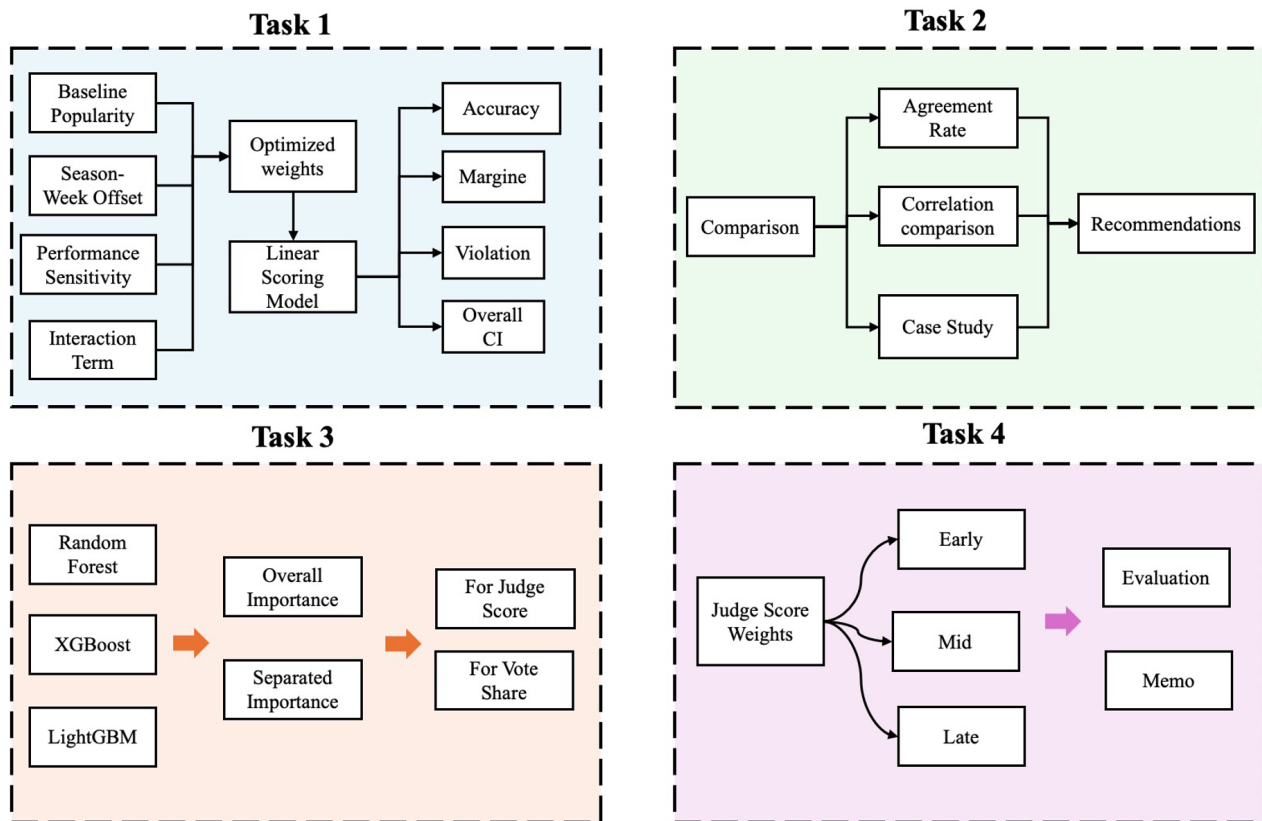 Task 1
Baseline
Popularity
Season-
Week Offset
Performance
Sensitivity
Interaction
Term
Optimized
weights
Linear
Scoring
Model
Accuracy
Margine
Violation
Overall
CI
Task 2
Comparison
Agreement
Rate
Correlation
comparison
Case Study
Recommendations
Task 3
Random
Forest
XGBoost
LightGBM
Overall
Importance
Separated
Importance
For Judge
Score
For Vote
Share
Task 4
Judge Score
Weights
Early
Mid
Late
Evaluation
Memo